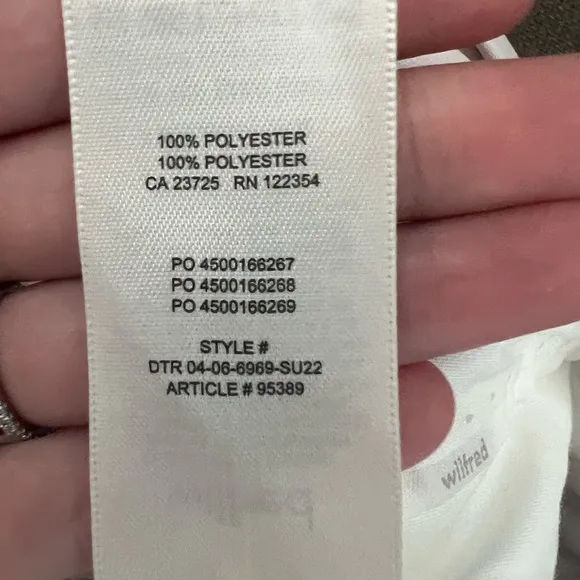 100% POLYESTER
100% POLYESTER
CA 23725 RN 122354
PO 4500166267
PO 4500166268
PO 4500166269
STYLE #
DTR 04-06-6969-SU22
ARTICLE # 95389
wilfred